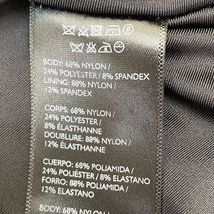 BODY: 68% NYLON /
24% POLYESTER / 8% SPANDEX
LINING: 88% NYLON /
12% SPANDEX
CORPS: 68% NYLON /
24% POLYESTER /
8% ÉLASTHANNE
DOUBLURE: 88% NYLON /
12% ÉLASTHANNE
CUERPO: 68% POLIAMIDA /
24% POLIÉSTER / 8% ELASTANO
FORRO: 88% POLIAMIDA /
12% ELASTANO
BODY: 68% NYLON /